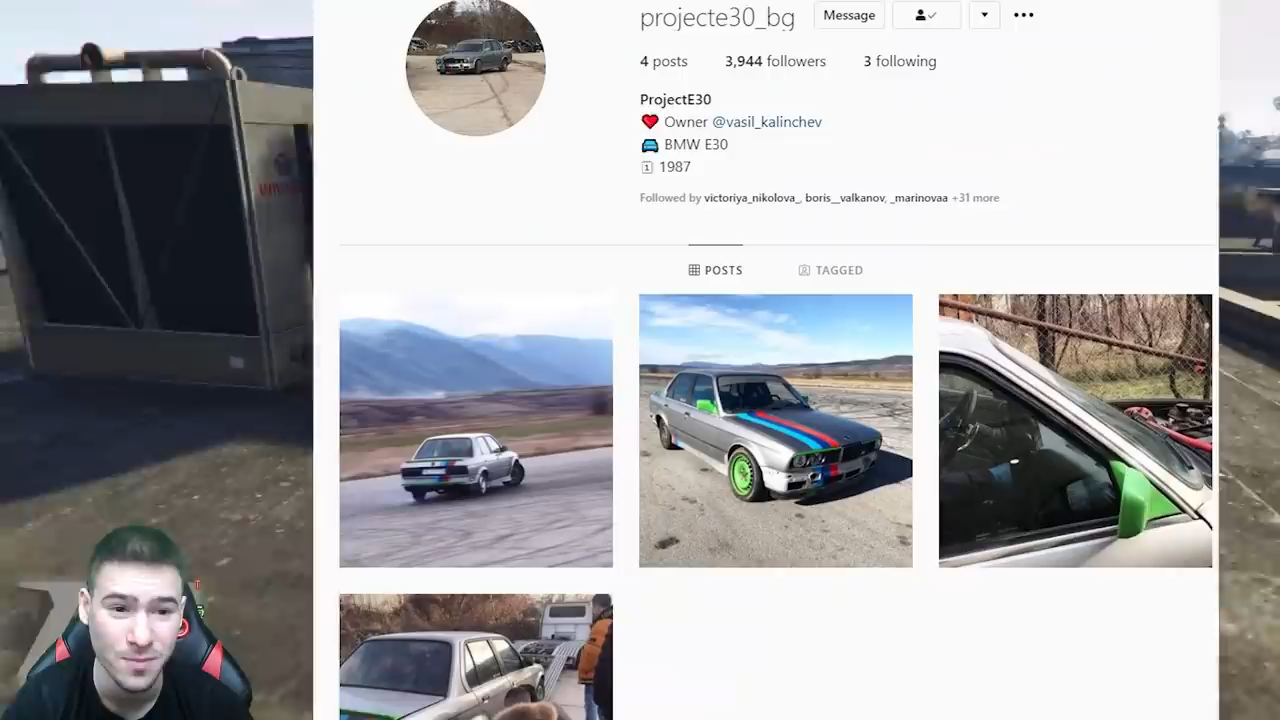 projecte30_bg
Message
4 posts 3,944 followers 3 following
ProjectE30
Owner @vasil_kalinchev
BMW E30
1987
Followed by victoriya_nikolova_, boris__valkanov, _marinovaa +31 more
POSTS
TAGGED